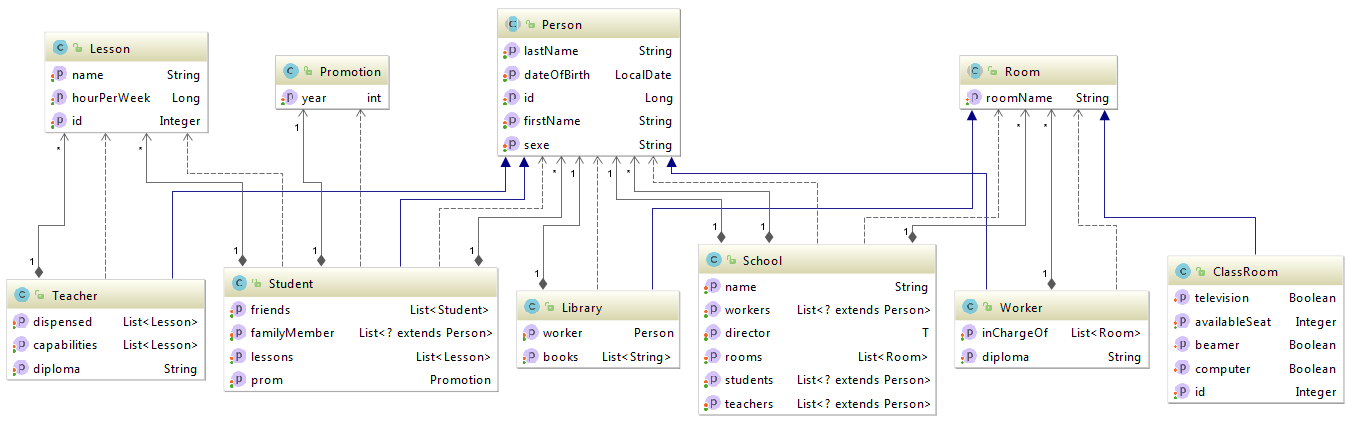 Person
lastName String
dateOfBirth LocalDate
id Long
firstName String
sexe String
Lesson
name String
hourPerWeek Long
id Integer
Promotion
year int
Room
roomName String
* 1 * * 1 1 * * *
1 1 1 1 1 1 1 1 1
Teacher
dispensed List<Lesson>
capabilities List<Lesson>
diploma String
Student
friends List<Student>
familyMember List<? extends Person>
lessons List<Lesson>
prom Promotion
Library
worker Person
books List<String>
School
name String
workers List<? extends Person>
director T
rooms List<Room>
students List<? extends Person>
teachers List<? extends Person>
Worker
inChargeOf List<Room>
diploma String
ClassRoom
television Boolean
availableSeat Integer
beamer Boolean
computer Boolean
id Integer